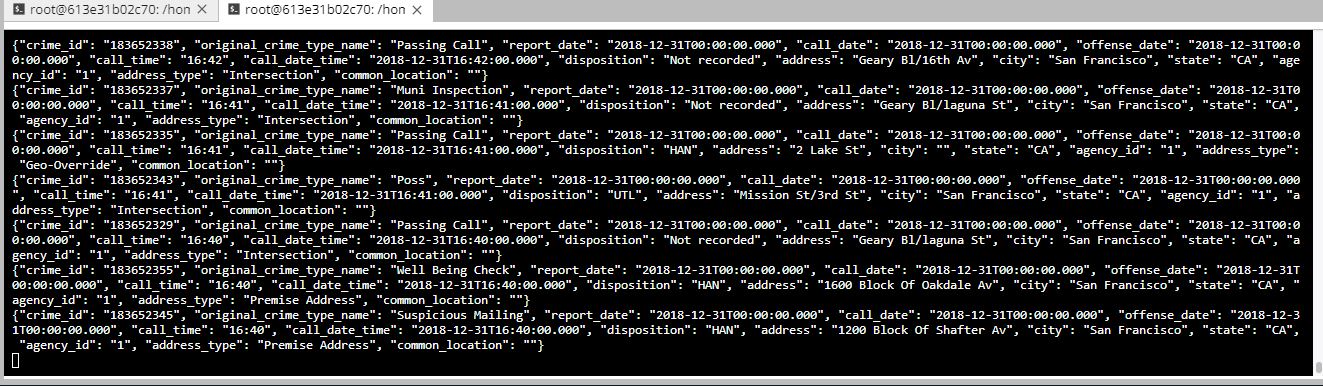 root@613e31b02c70: /hon × root@613e31b02c70: /hon ×
{"crime_id": "183652338", "original_crime_type_name": "Passing Call", "report_date": "2018-12-31T00:00:00.000", "call_date": "2018-12-31T00:00:00.000", "offense_date": "2018-12-31T00:0
0:00.000", "call_time": "16:42", "call_date_time": "2018-12-31T16:42:00.000", "disposition": "Not recorded", "address": "Geary Bl/16th Av", "city": "San Francisco", "state": "CA", "age
ncy_id": "1", "address_type": "Intersection", "common_location": ""}
{"crime_id": "183652337", "original_crime_type_name": "Muni Inspection", "report_date": "2018-12-31T00:00:00.000", "call_date": "2018-12-31T00:00:00.000", "offense_date": "2018-12-31T0
0:00:00.000", "call_time": "16:41", "call_date_time": "2018-12-31T16:41:00.000", "disposition": "Not recorded", "address": "Geary Bl/laguna St", "city": "San Francisco", "state": "CA",
"agency_id": "1", "address_type": "Intersection", "common_location": ""}
{"crime_id": "183652335", "original_crime_type_name": "Passing Call", "report_date": "2018-12-31T00:00:00.000", "call_date": "2018-12-31T00:00:00.000", "offense_date": "2018-12-31T00:0
0:00.000", "call_time": "16:41", "call_date_time": "2018-12-31T16:41:00.000", "disposition": "HAN", "address": "2 Lake St", "city": "", "state": "CA", "agency_id": "1", "address_type":
"Geo-Override", "common_location": ""}
{"crime_id": "183652343", "original_crime_type_name": "Poss", "report_date": "2018-12-31T00:00:00.000", "call_date": "2018-12-31T00:00:00.000", "offense_date": "2018-12-31T00:00:00.000
", "call_time": "16:41", "call_date_time": "2018-12-31T16:41:00.000", "disposition": "UTL", "address": "Mission St/3rd St", "city": "San Francisco", "state": "CA", "agency_id": "1", "a
ddress_type": "Intersection", "common_location": ""}
{"crime_id": "183652329", "original_crime_type_name": "Passing Call", "report_date": "2018-12-31T00:00:00.000", "call_date": "2018-12-31T00:00:00.000", "offense_date": "2018-12-31T00:0
0:00.000", "call_time": "16:40", "call_date_time": "2018-12-31T16:40:00.000", "disposition": "Not recorded", "address": "Geary Bl/laguna St", "city": "San Francisco", "state": "CA", "a
gency_id": "1", "address_type": "Intersection", "common_location": ""}
{"crime_id": "183652355", "original_crime_type_name": "Well Being Check", "report_date": "2018-12-31T00:00:00.000", "call_date": "2018-12-31T00:00:00.000", "offense_date": "2018-12-31T
00:00:00.000", "call_time": "16:40", "call_date_time": "2018-12-31T16:40:00.000", "disposition": "HAN", "address": "1600 Block Of Oakdale Av", "city": "San Francisco", "state": "CA", "
agency_id": "1", "address_type": "Premise Address", "common_location": ""}
{"crime_id": "183652345", "original_crime_type_name": "Suspicious Mailing", "report_date": "2018-12-31T00:00:00.000", "call_date": "2018-12-31T00:00:00.000", "offense_date": "2018-12-3
1T00:00:00.000", "call_time": "16:40", "call_date_time": "2018-12-31T16:40:00.000", "disposition": "HAN", "address": "1200 Block Of Shafter Av", "city": "San Francisco", "state": "CA",
"agency_id": "1", "address_type": "Premise Address", "common_location": ""}